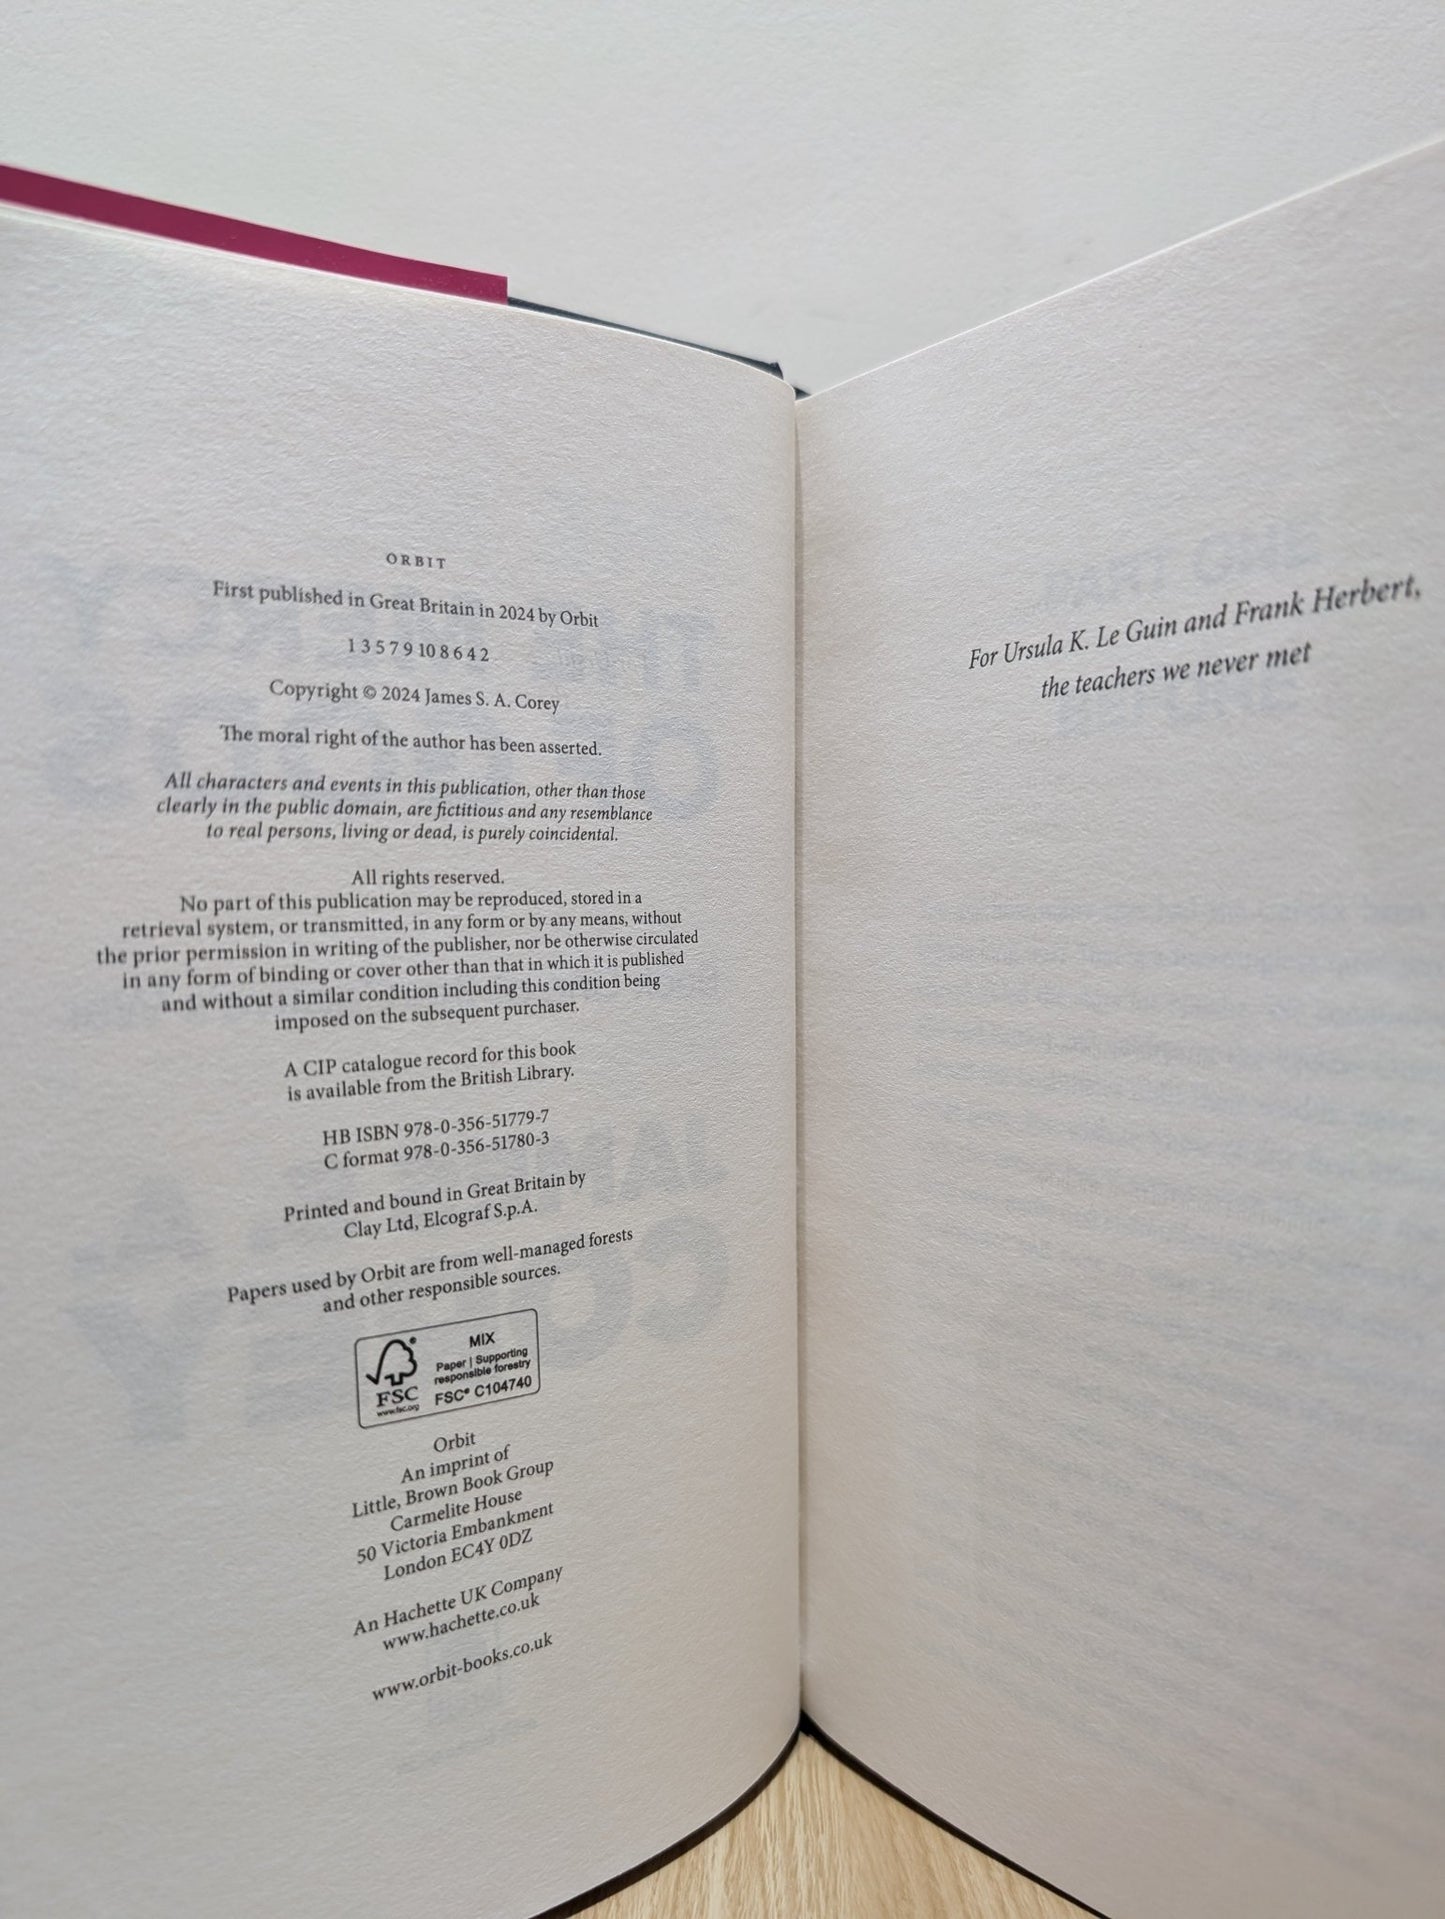 ORBIT
First published in Great Britain in 2024 by Orbit
1 3 5 7 9 10 8 6 4 2
Copyright © 2024 James S. A. Corey
The moral right of the author has been asserted.
All characters and events in this publication, other than those
clearly in the public domain, are fictitious and any resemblance
to real persons, living or dead, is purely coincidental.
All rights reserved.
No part of this publication may be reproduced, stored in a
retrieval system, or transmitted, in any form or by any means, without
the prior permission in writing of the publisher, nor be otherwise circulated
in any form of binding or cover other than that in which it is published
and without a similar condition including this condition being
imposed on the subsequent purchaser.
A CIP catalogue record for this book
is available from the British Library.
HB ISBN 978-0-356-51779-7
C format 978-0-356-51780-3
Printed and bound in Great Britain by
Clay Ltd, Elcograf S.p.A.
Papers used by Orbit are from well-managed forests
and other responsible sources.
MIX
Paper | Supporting
responsible forestry
FSC® C104740
FSC
www.fsc.org
Orbit
An imprint of
Little, Brown Book Group
Carmelite House
50 Victoria Embankment
London EC4Y 0DZ
An Hachette UK Company
www.hachette.co.uk
www.orbit-books.co.uk
For Ursula K. Le Guin and Frank Herbert,
the teachers we never met